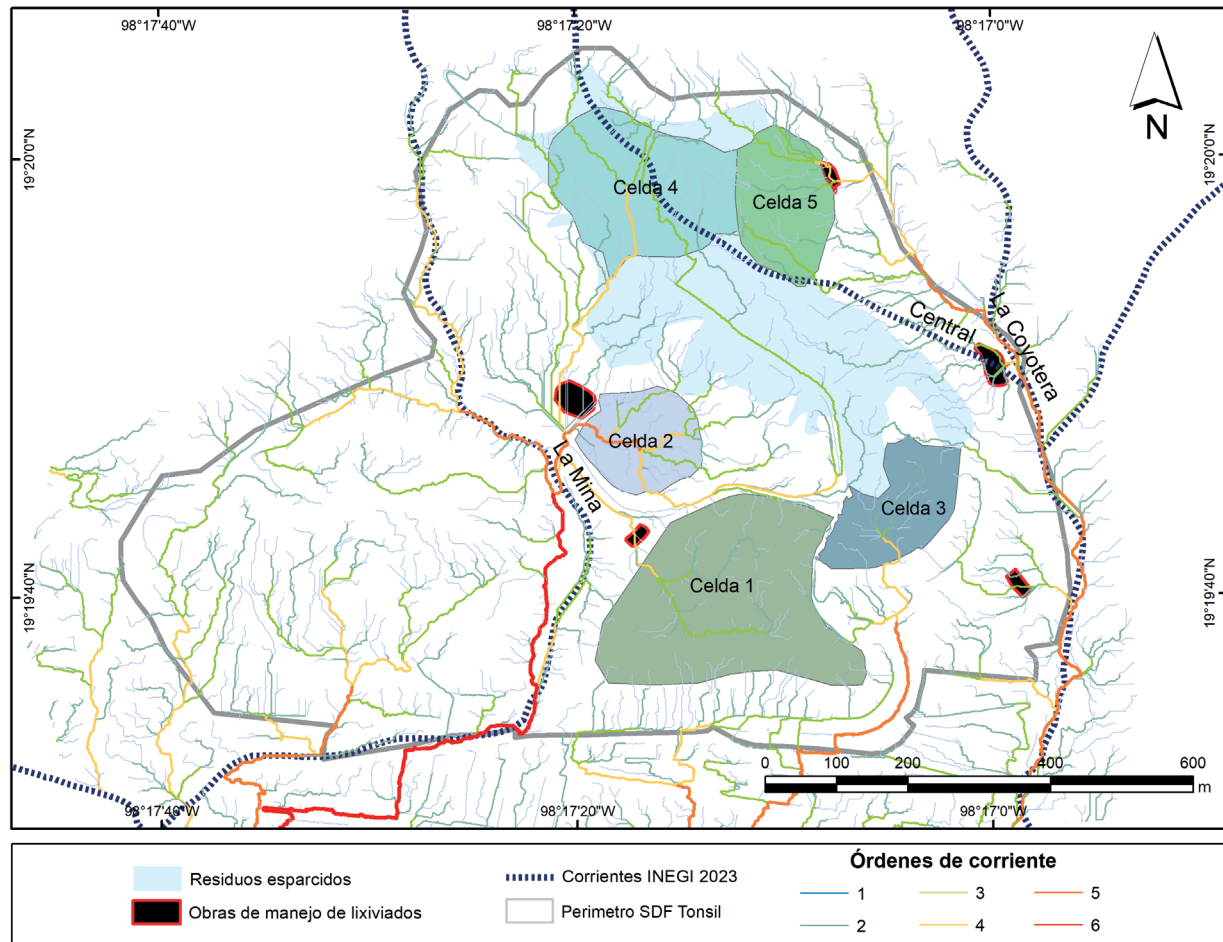 98°17'40"W
98°17'20"W
98°17'0"W
N
19°20'0"N
19°20'0"N
Celda 4
Celda 5
Central
La Coyotera
Celda 2
La Mina
Celda 3
Celda 1
19°19'40"N
19°19'40"N
0 100 200 400 600
m
98°17'40"W
98°17'20"W
98°17'0"W
Órdenes de corriente
Residuos esparcidos
Corrientes INEGI 2023
1
3
5
Obras de manejo de lixiviados
Perimetro SDF Tonsil
2
4
6